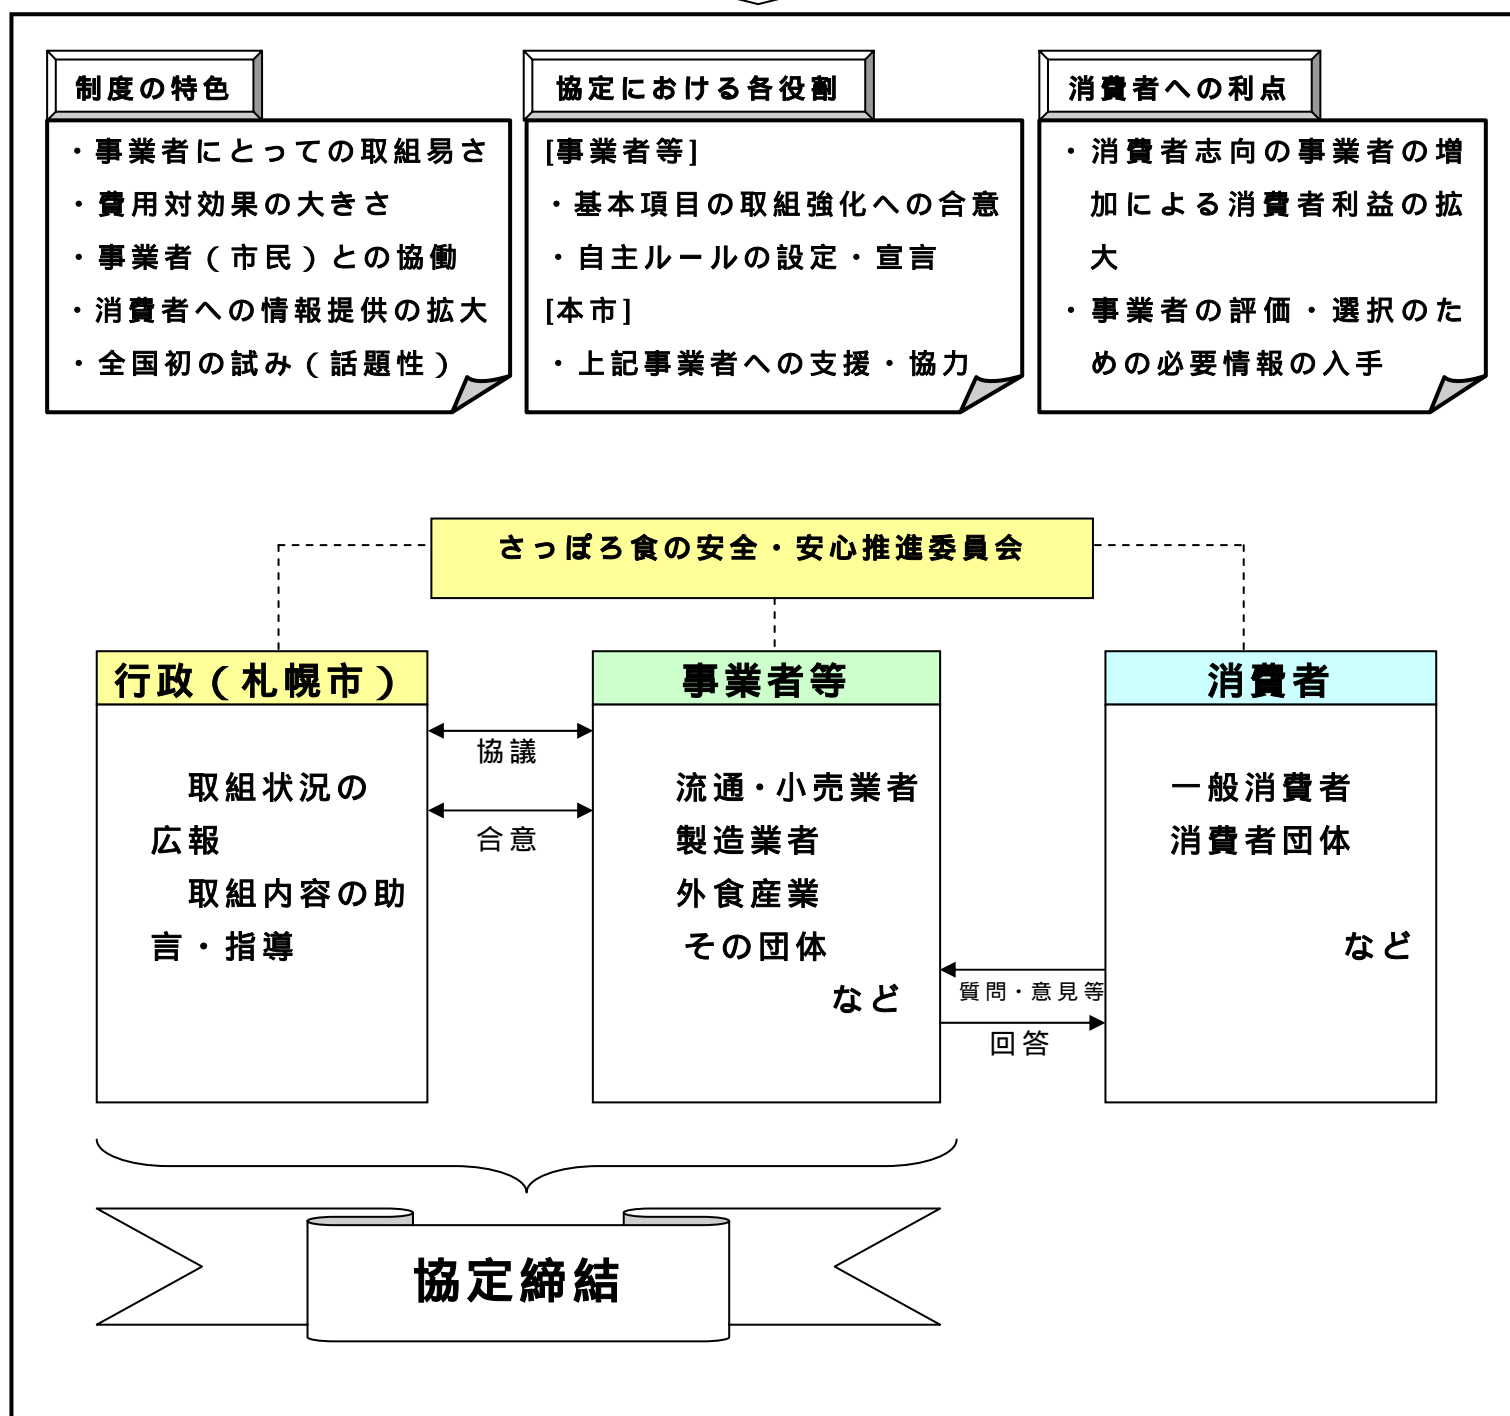 制度の特色
・事業者にとっての取組易さ
・費用対効果の大きさ
・事業者（市民）との協働
・消費者への情報提供の拡大
・全国初の試み（話題性）
協定における各役割
[事業者等]
・基本項目の取組強化への合意
・自主ルールの設定・宣言
[本市]
・上記事業者への支援・協力
消費者への利点
・消費者志向の事業者の増
加による消費者利益の拡
大
・事業者の評価・選択のた
めの必要情報の入手
さっぽろ食の安全・安心推進委員会
行政（札幌市）
取組状況の
広報
取組内容の助
言・指導
協議
合意
事業者等
流通・小売業者
製造業者
外食産業
その団体
など
質問・意見等
回答
消費者
一般消費者
消費者団体
など
協定締結